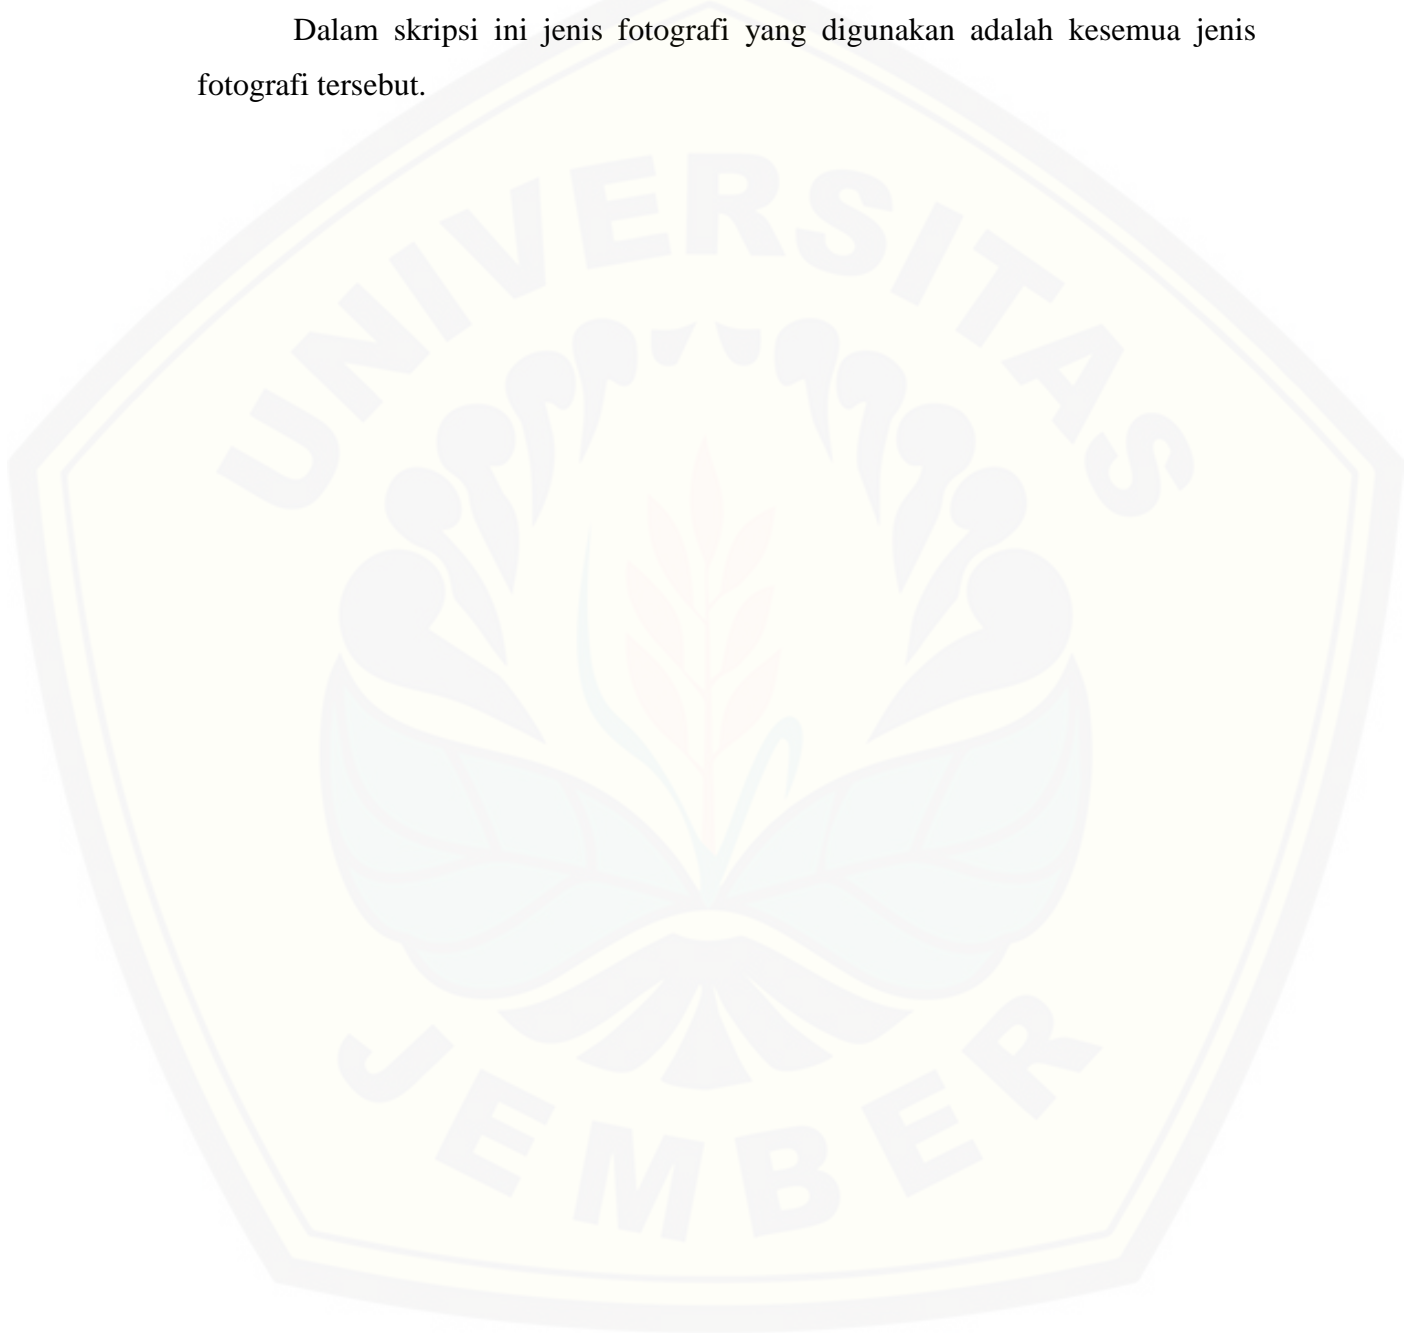 Dalam skripsi ini jenis fotografi yang digunakan adalah kesemua jenis
fotografi tersebut.
UNIVERSITAS
JEMBER